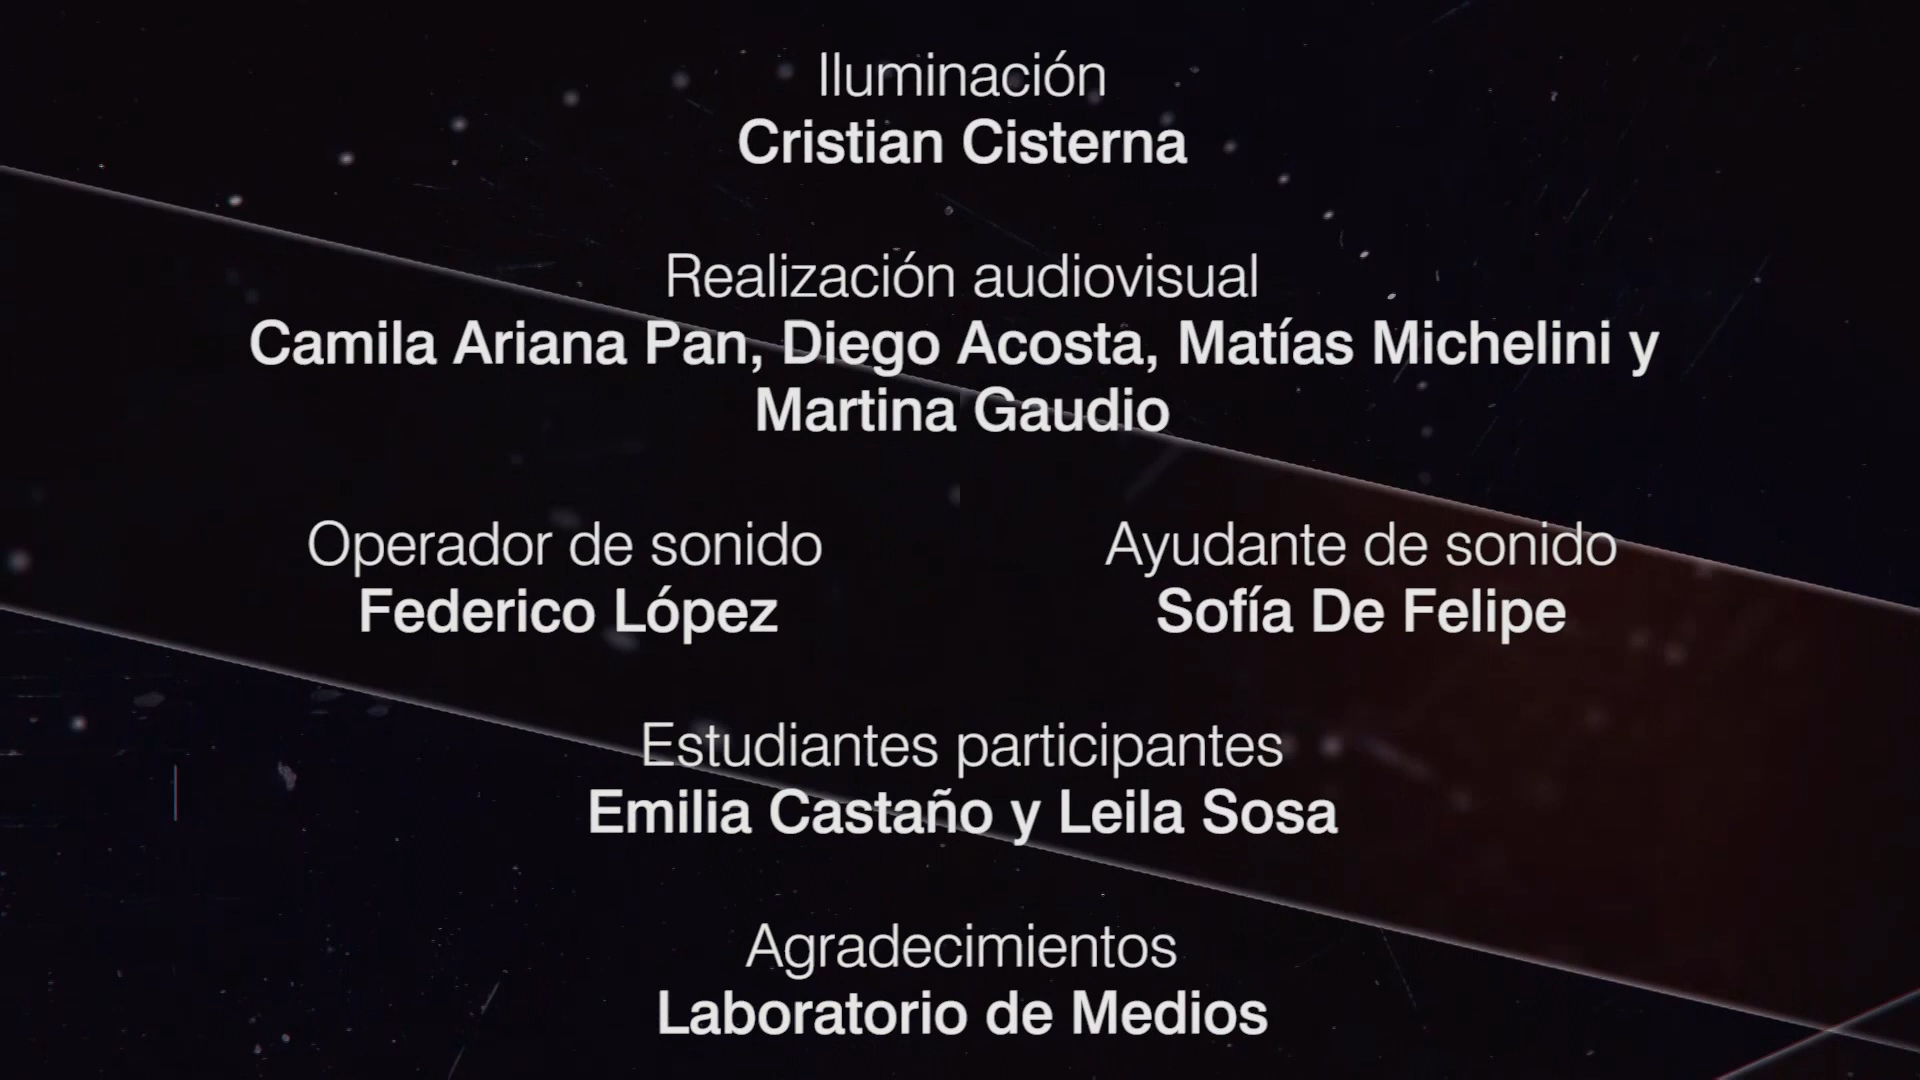 Iluminación
Cristian Cisterna
Realización audiovisual
Camila Ariana Pan, Diego Acosta, Matías Michelini y
Martina Gaudio
Operador de sonido
Federico López
Ayudante de sonido
Sofía De Felipe
Estudiantes participantes
Emilia Castaño y Leila Sosa
Agradecimientos
Laboratorio de Medios